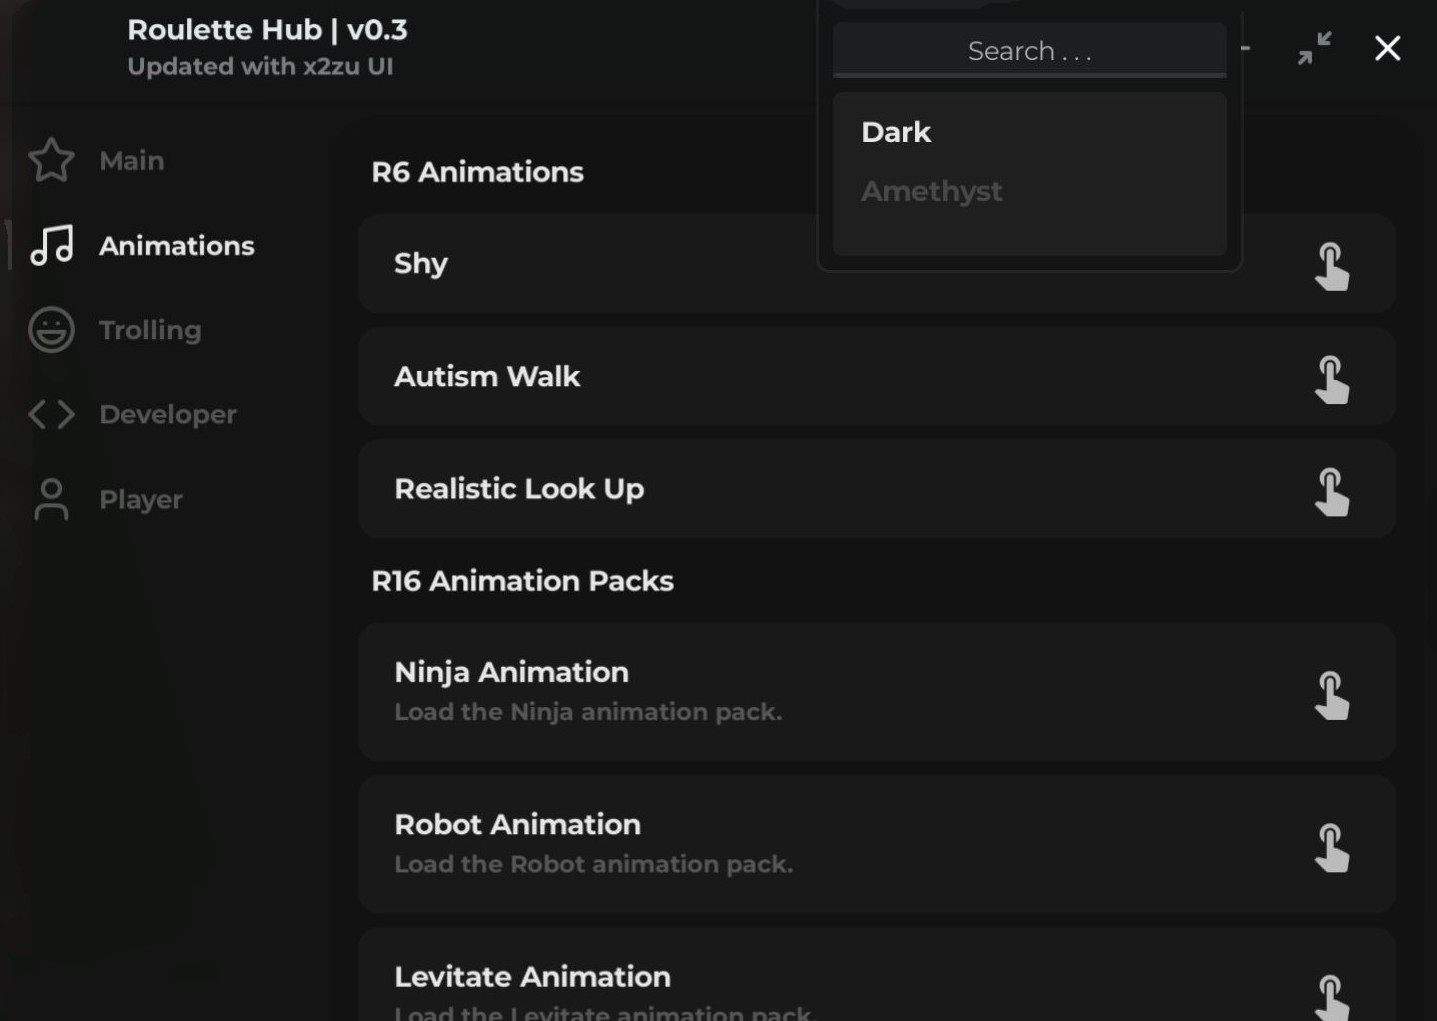 Roulette Hub | v0.3
Updated with x2zu UI
Search . . .
Dark
Amethyst
Main
Animations
Trolling
Developer
Player
R6 Animations
Shy
Autism Walk
Realistic Look Up
R16 Animation Packs
Ninja Animation
Load the Ninja animation pack.
Robot Animation
Load the Robot animation pack.
Levitate Animation
Load the Levitate animation pack.